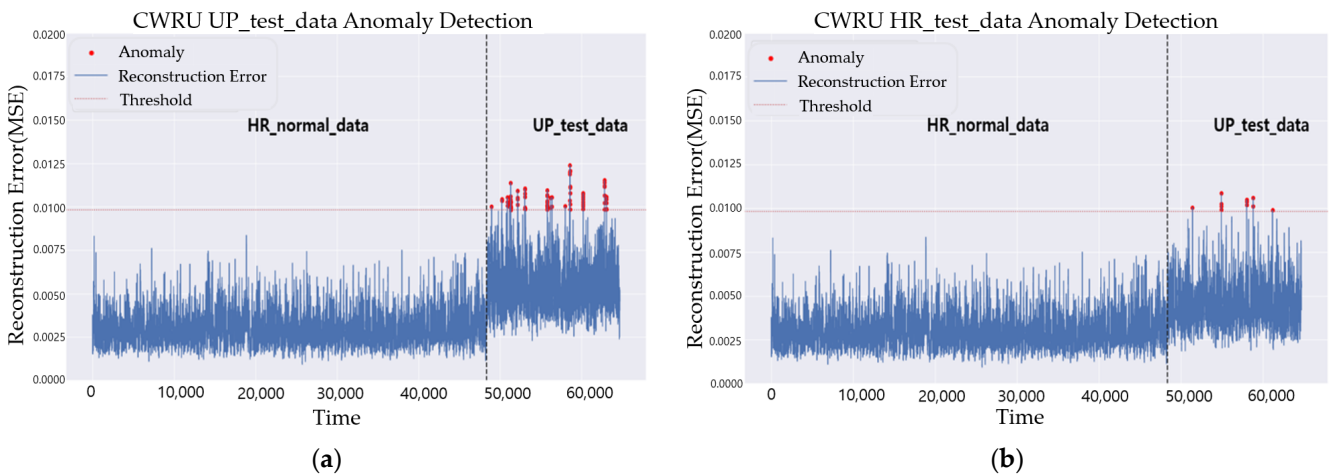 CWRU UP_test_data Anomaly Detection
0.0200
0.0175
0.0150
0.0125
0.0100
0.0075
0.0050
0.0025
0.0000
Reconstruction Error(MSE)
Anomaly
Reconstruction Error
Threshold
HR_normal_data
UP_test_data
0
10,000
20,000
30,000
40,000
50,000
60,000
Time
(a)
CWRU HR_test_data Anomaly Detection
0.0200
0.0175
0.0150
0.0125
0.0100
0.0075
0.0050
0.0025
0.0000
Reconstruction Error(MSE)
Anomaly
Reconstruction Error
Threshold
HR_normal_data
UP_test_data
0
10,000
20,000
30,000
40,000
50,000
60,000
Time
(b)